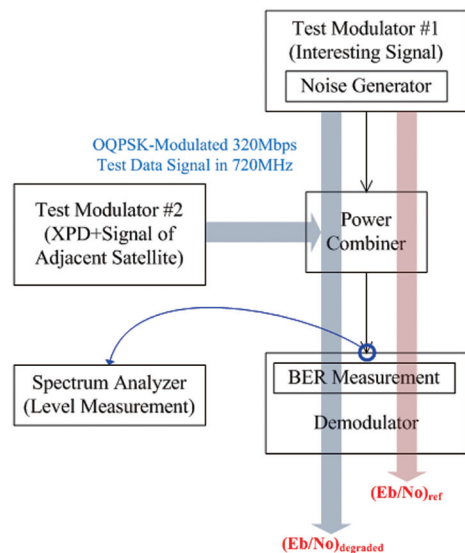 Test Modulator #1
(Interesting Signal)
Noise Generator
OQPSK-Modulated 320Mbps
Test Data Signal in 720MHz
Test Modulator #2
(XPD+Signal of
Adjacent Satellite)
Power
Combiner
Spectrum Analyzer
(Level Measurement)
BER Measurement
Demodulator
(Eb/No)ref
(Eb/No)degraded